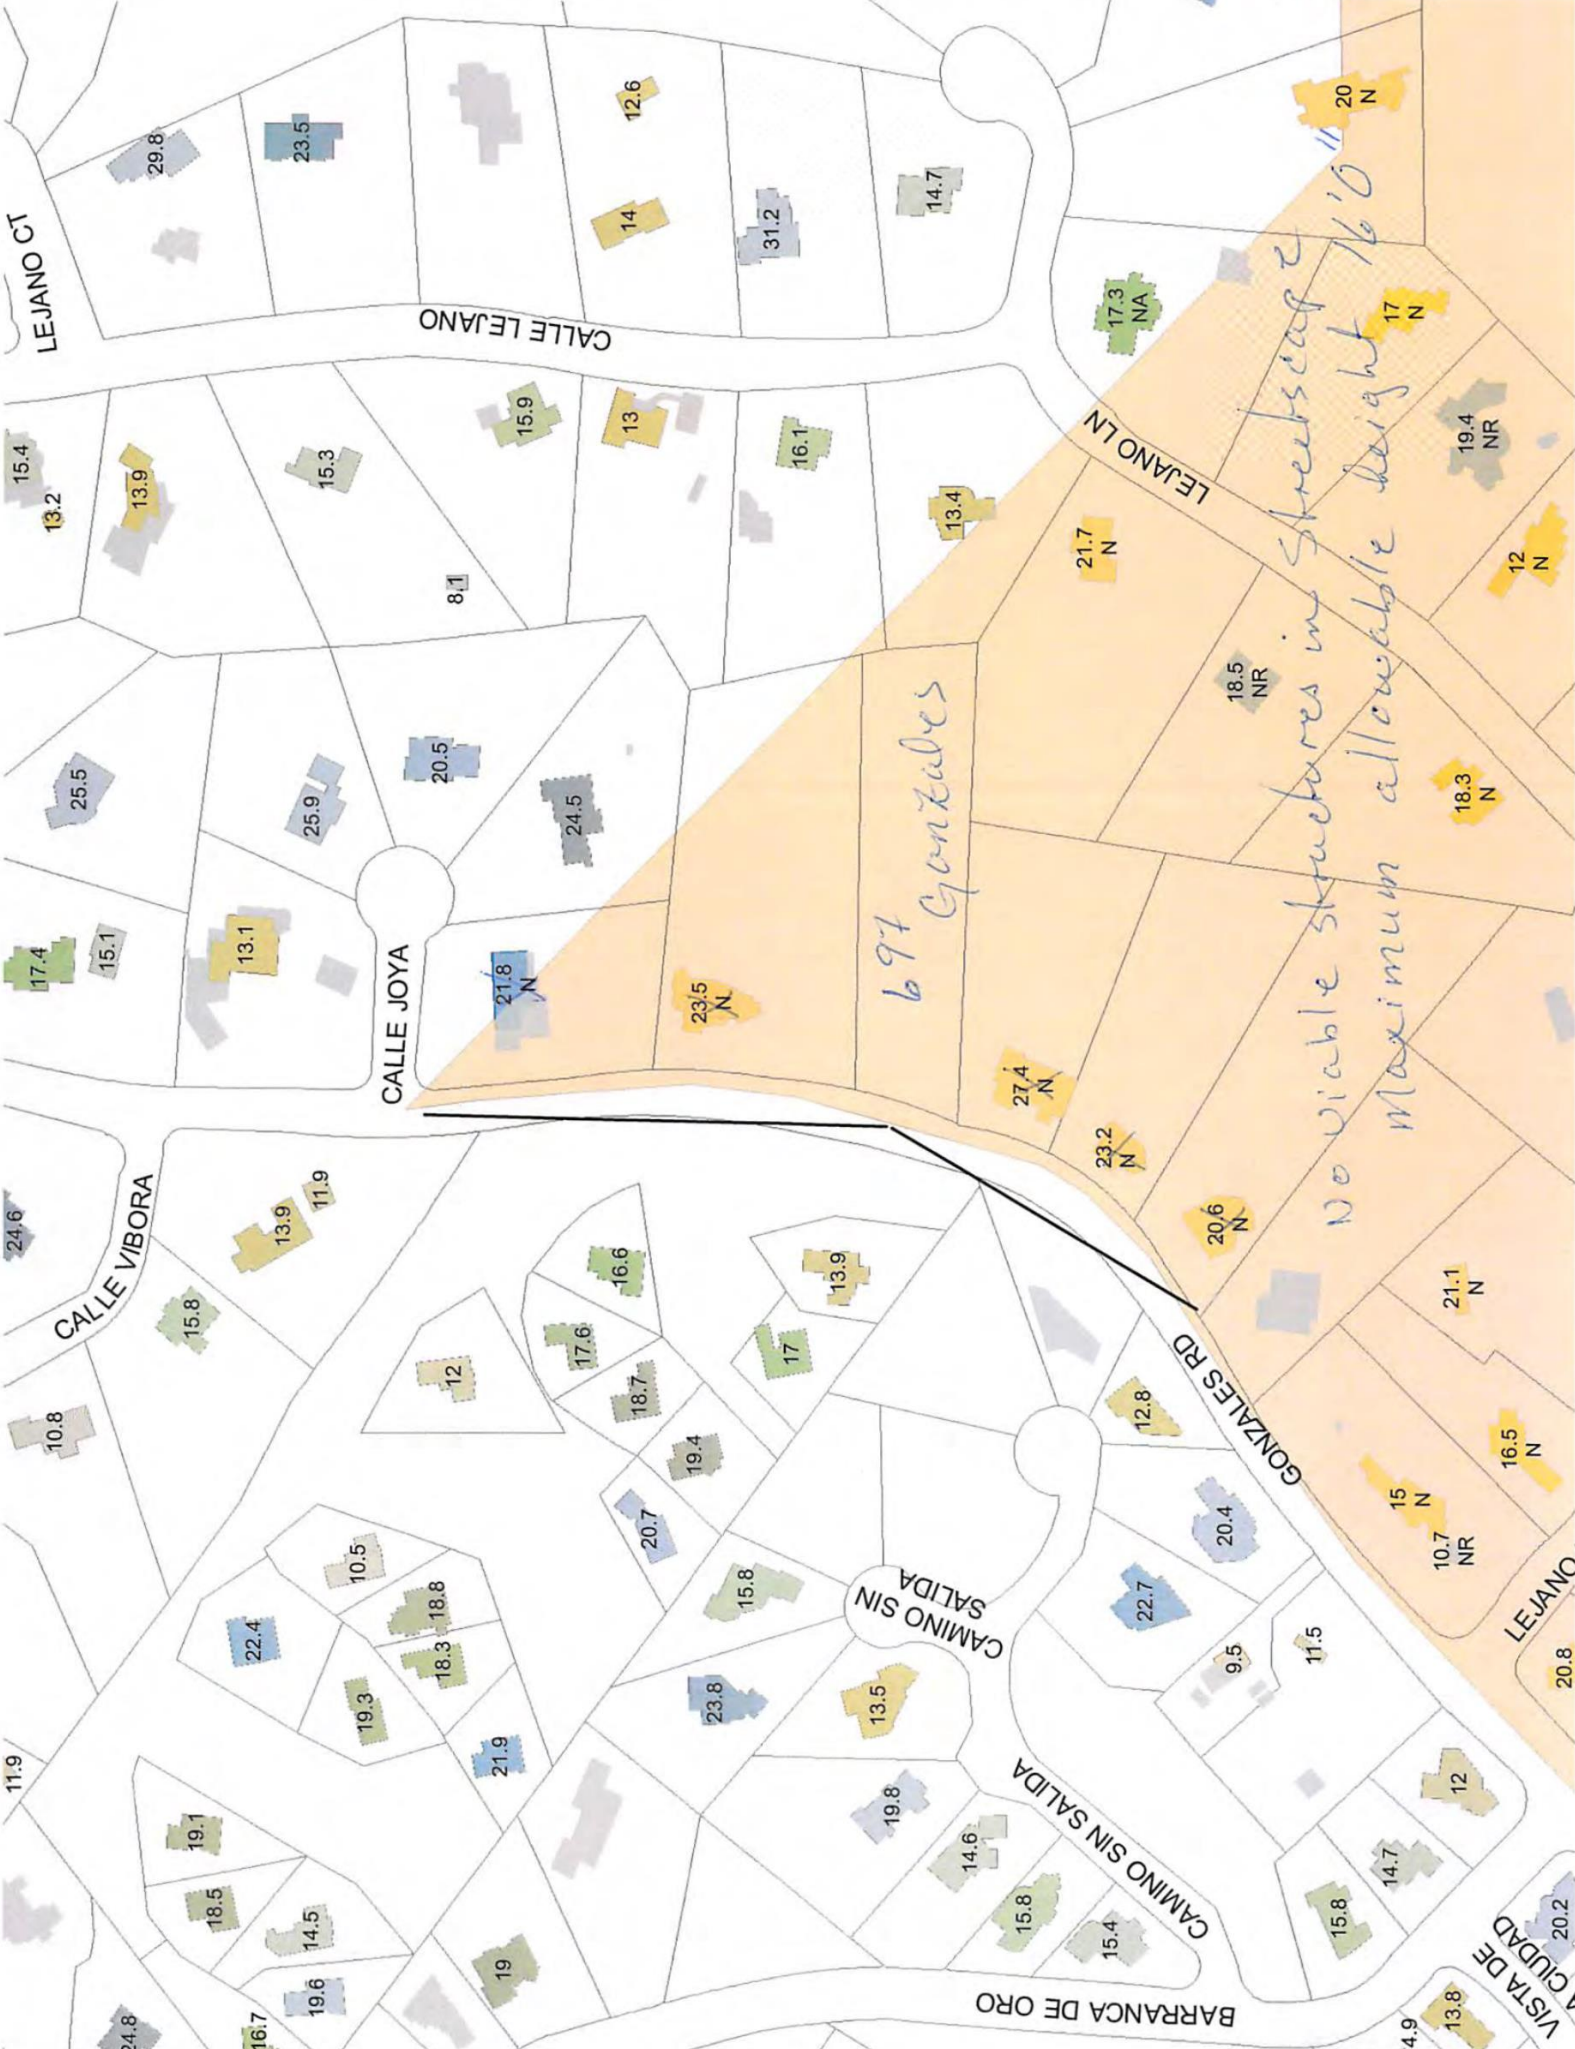 LEJANO CT
29.8
23.5
12.6
14
31.2
14.7
20
N
CALLE LEJANO
17.3
NA
17
N
15.4
13.2
13.9
15.3
15.9
13
16.1
13.4
8.1
LEJANO LN
19.4
NR
21.7
N
12
N
18.5
NR
18.3
N
25.5
25.9
20.5
24.5
17.4
15.1
13.1
CALLE JOYA
21.8
N
23.5
N
697
Gonzales
27.4
N
23.2
N
20.6
N
No viable structures in Streetscape
Maximum allowable height 16'0"
24.6
CALLE VIBORA
13.9
11.9
15.8
10.8
12
16.6
17.6
18.7
19.4
20.7
13.9
17
15.8
12.8
GONZALES RD
21.1
N
16.5
N
15
N
10.7
NR
LEJANO
20.8
20.4
22.7
9.5
11.5
CAMINO SIN
SALIDA
10.5
22.4
18.8
18.3
19.3
21.9
23.8
13.5
19.8
CAMINO SIN SALIDA
14.6
15.8
15.4
12
14.7
15.8
11.9
19.1
18.5
14.5
19.6
16.7
24.8
19
BARRANCA DE ORO
VISTA DE
A CIUDAD
20.2
13.8
4.9